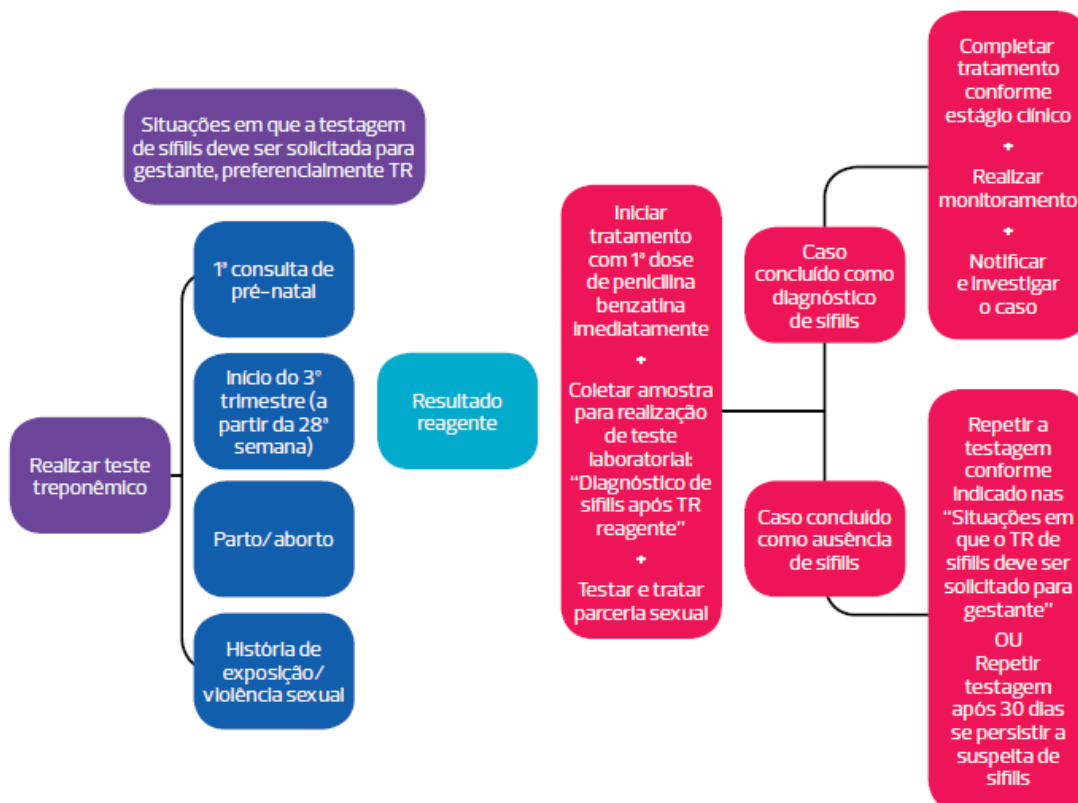 Situações em que a testagem
de sífilis deve ser solicitada para
gestante, preferencialmente TR
Realizar teste
treponêmico
1ª consulta de
pré-natal
Início do 3º
trimestre (a
partir da 28ª
semana)
Parto/aborto
História de
exposição/
violência sexual
Resultado
reagente
Iniciar
tratamento
com 1ª dose
de penicilina
benzatina
imediatamente
+
Coletar amostra
para realização
de teste
laboratorial:
“Diagnóstico de
sífilis após TR
reagente”
+
Testar e tratar
parceria sexual
Caso
concluído como
diagnóstico
de sífilis
Completar
tratamento
conforme
estágio clínico
+
Realizar
monitoramento
+
Notificar
e investigar
o caso
Caso concluído
como ausência
de sífilis
Repetir a
testagem
conforme
indicado nas
“Situações em
que o TR de
sífilis deve ser
solicitado para
gestante”
OU
Repetir
testagem
após 30 dias
se persistir a
suspeita de
sífilis